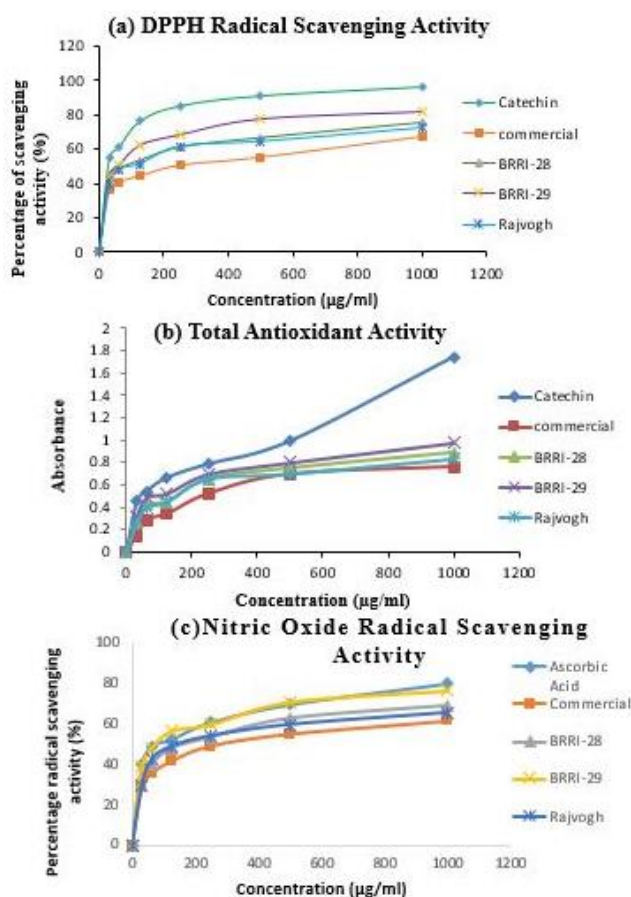 (a) DPPH Radical Scavenging Activity
120
100
80
60
40
20
0
0 200 400 600 800 1000 1200
Percentage of scavenging
activity (%)
Concentration (µg/ml)
Catechin
commercial
BRRI-28
BRRI-29
Rajvogh
(b) Total Antioxidant Activity
2
1.8
1.6
1.4
1.2
1
0.8
0.6
0.4
0.2
0
0 200 400 600 800 1000 1200
Absorbance
Concentration (µg/ml)
Catechin
commercial
BRRI-28
BRRI-29
Rajvogh
(c)Nitric Oxide Radical Scavenging
Activity
100
80
60
40
20
0
0 200 400 600 800 1000 1200
Percentage radical scavenging
activity (%)
Concentration (µg/ml)
Ascorbic
Acid
Commercial
BRRI-28
BRRI-29
Rajvogh